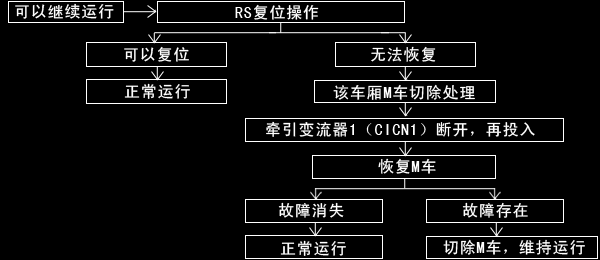 可以继续运行
RS复位操作
可以复位
无法恢复
正常运行
该车厢M车切除处理
牵引变流器1（CICN1）断开，再投入
恢复M车
故障消失
故障存在
正常运行
切除M车，维持运行